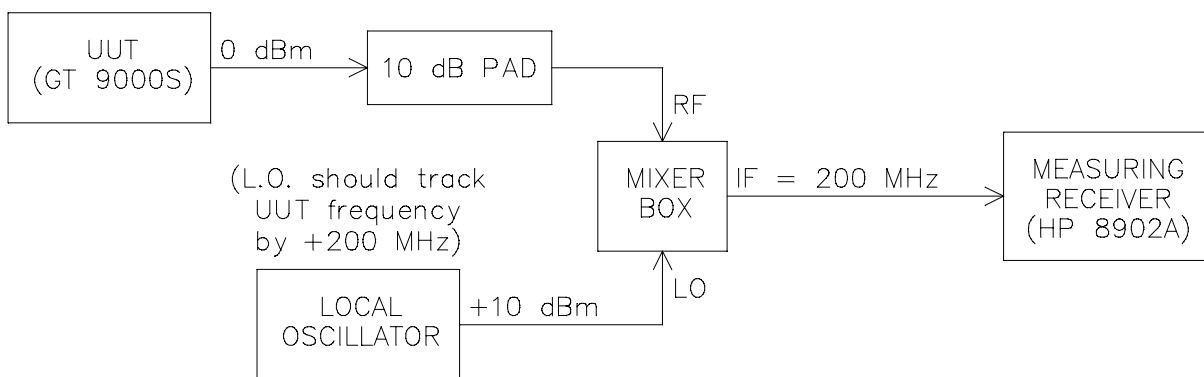 UUT
(GT 9000S)
0 dBm
10 dB PAD
RF
(L.O. should track
UUT frequency
by +200 MHz)
MIXER
BOX
IF = 200 MHz
MEASURING
RECEIVER
(HP 8902A)
LO
LOCAL
OSCILLATOR
+10 dBm